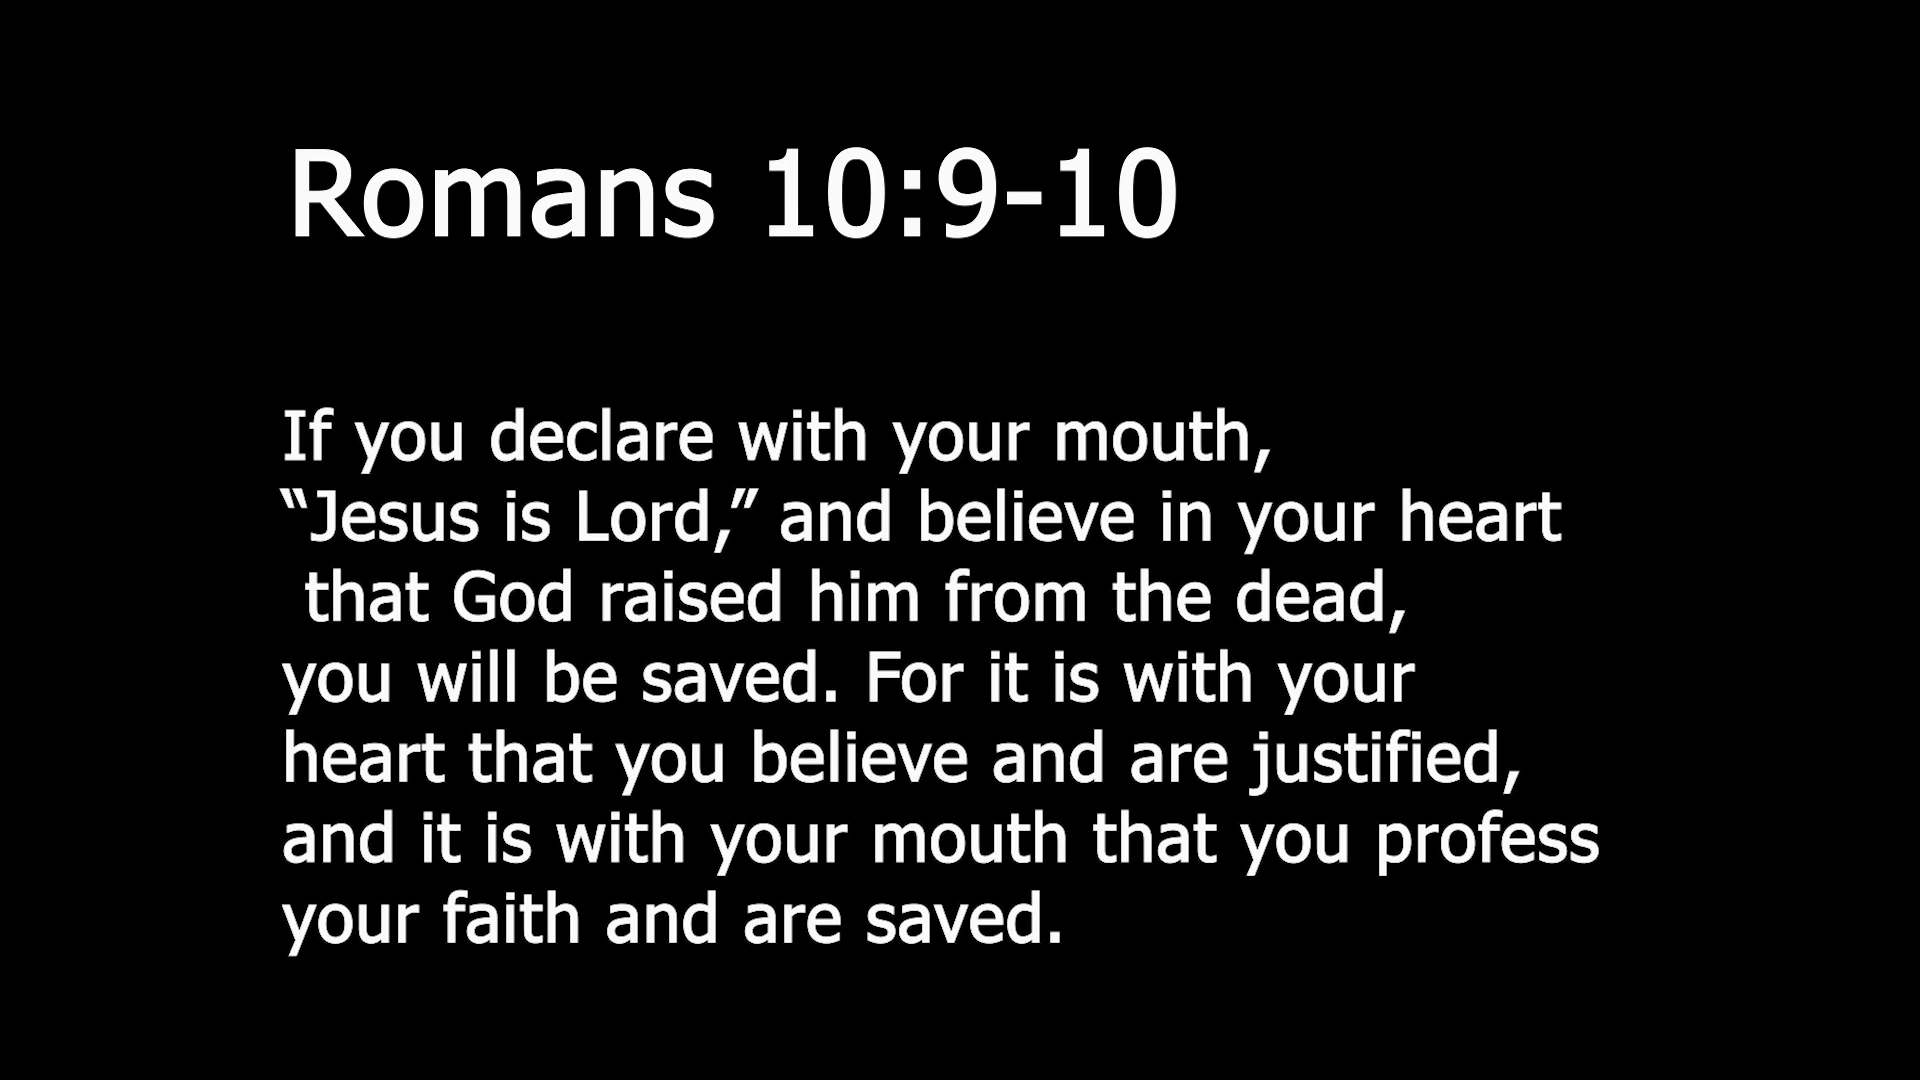 Romans 10:9-10
If you declare with your mouth,
“Jesus is Lord,” and believe in your heart
that God raised him from the dead,
you will be saved. For it is with your
heart that you believe and are justified,
and it is with your mouth that you profess
your faith and are saved.